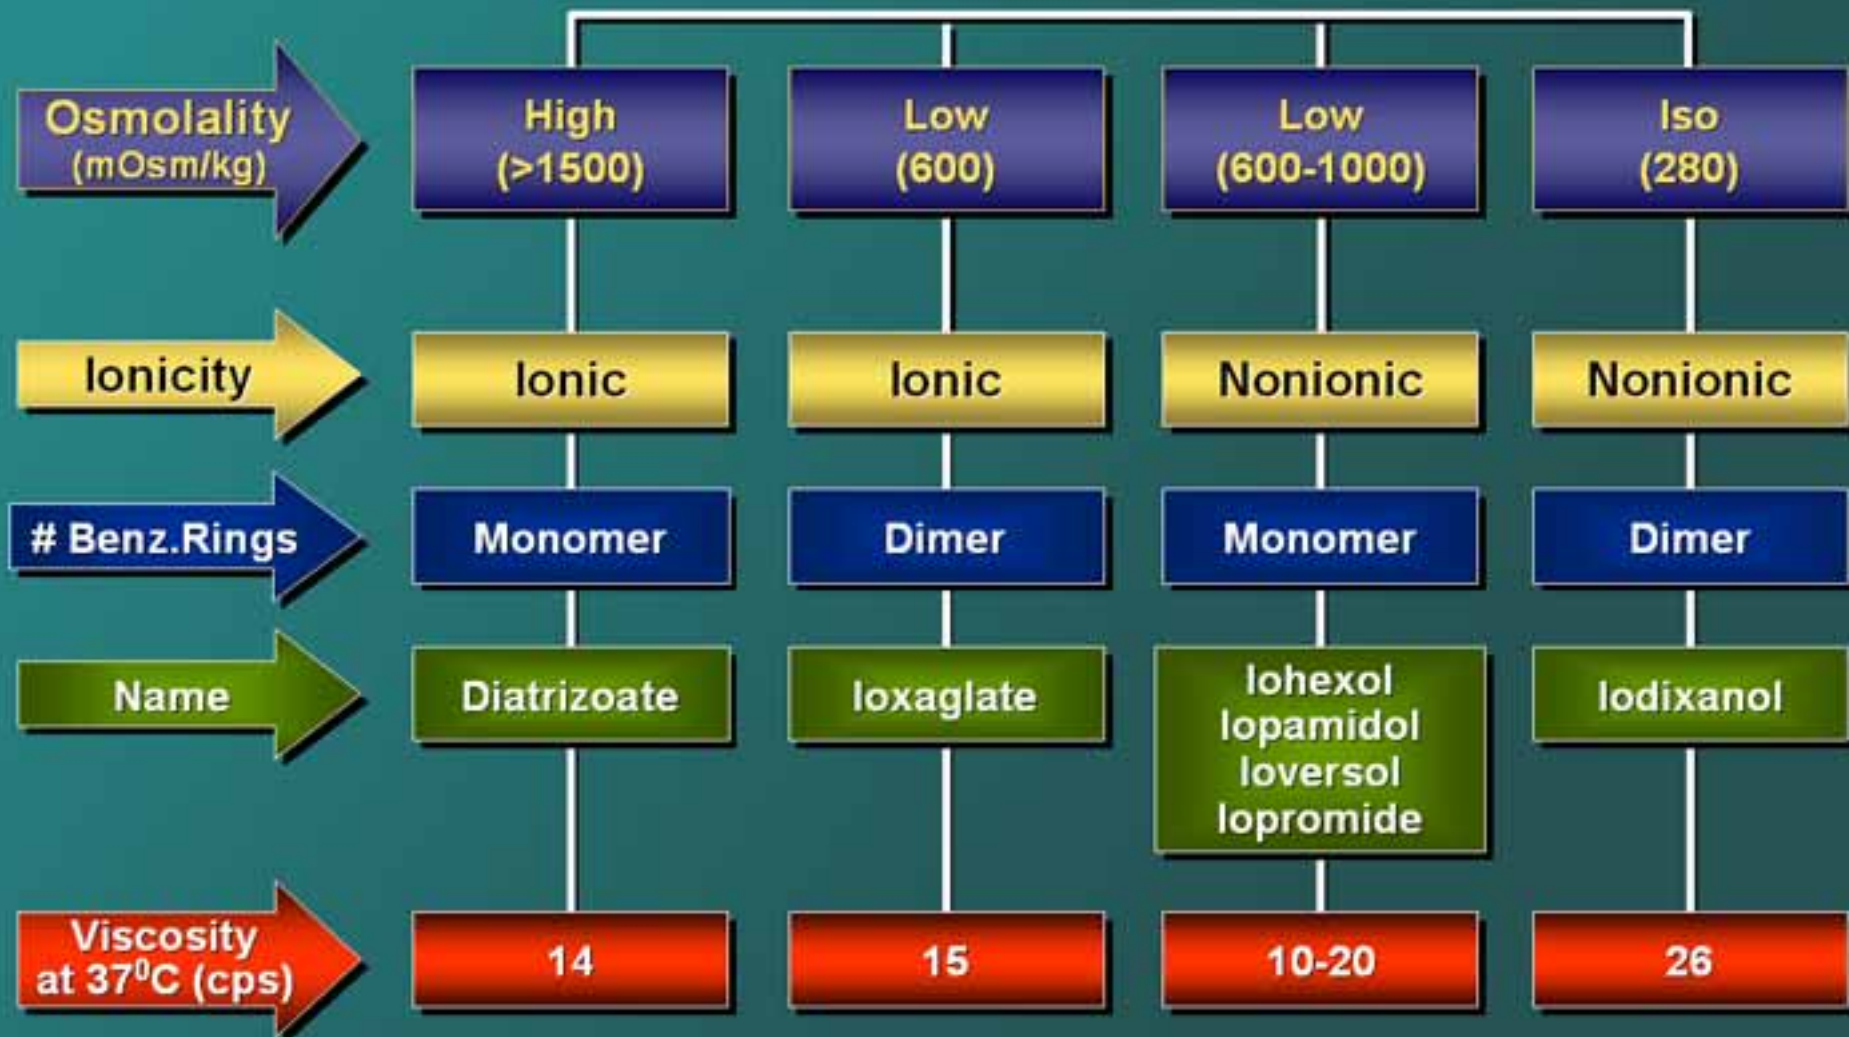 Osmolality
(mOsm/kg)
High
(>1500)
Low
(600)
Low
(600-1000)
Iso
(280)
Ionicity
Ionic
Ionic
Nonionic
Nonionic
# Benz.Rings
Monomer
Dimer
Monomer
Dimer
Name
Diatrizoate
Ioxaglate
Iohexol
Iopamidol
Ioversol
Iopromide
Iodixanol
Viscosity
at 37⁰C (cps)
14
15
10-20
26